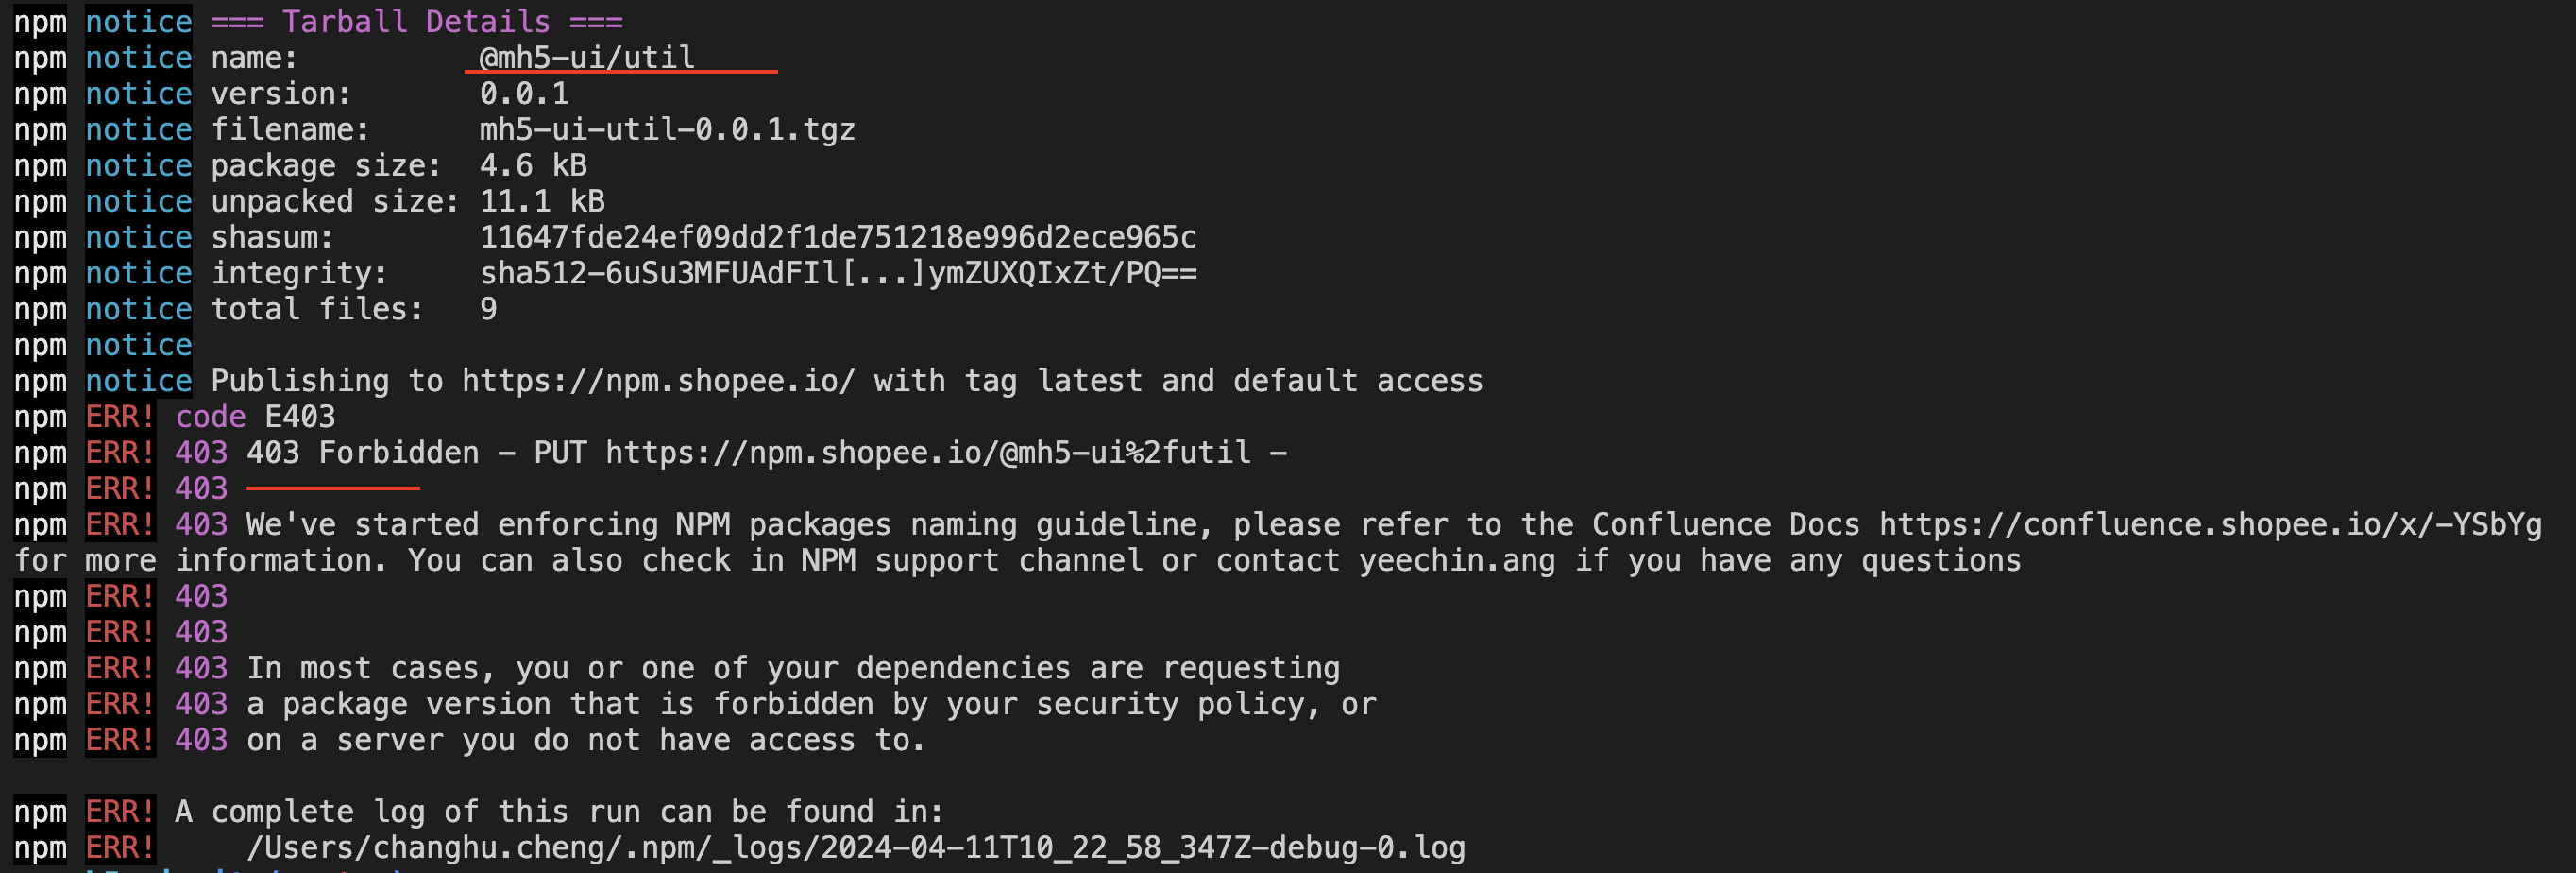 npm notice === Tarball Details ===
npm notice name:          @mh5-ui/util
npm notice version:       0.0.1
npm notice filename:      mh5-ui-util-0.0.1.tgz
npm notice package size:  4.6 kB
npm notice unpacked size: 11.1 kB
npm notice shasum:        11647fde24ef09dd2f1de751218e996d2ece965c
npm notice integrity:     sha512-6uSu3MFUAdFIl[...]ymZUXQIxZt/PQ==
npm notice total files:   9
npm notice
npm notice Publishing to https://npm.shopee.io/ with tag latest and default access
npm ERR! code E403
npm ERR! 403 403 Forbidden - PUT https://npm.shopee.io/@mh5-ui%2futil -
npm ERR! 403
npm ERR! 403 We've started enforcing NPM packages naming guideline, please refer to the Confluence Docs https://confluence.shopee.io/x/-YSbYg
for more information. You can also check in NPM support channel or contact yeechin.ang if you have any questions
npm ERR! 403
npm ERR! 403
npm ERR! 403 In most cases, you or one of your dependencies are requesting
npm ERR! 403 a package version that is forbidden by your security policy, or
npm ERR! 403 on a server you do not have access to.
npm ERR! A complete log of this run can be found in:
npm ERR!     /Users/changhu.cheng/.npm/_logs/2024-04-11T10_22_58_347Z-debug-0.log